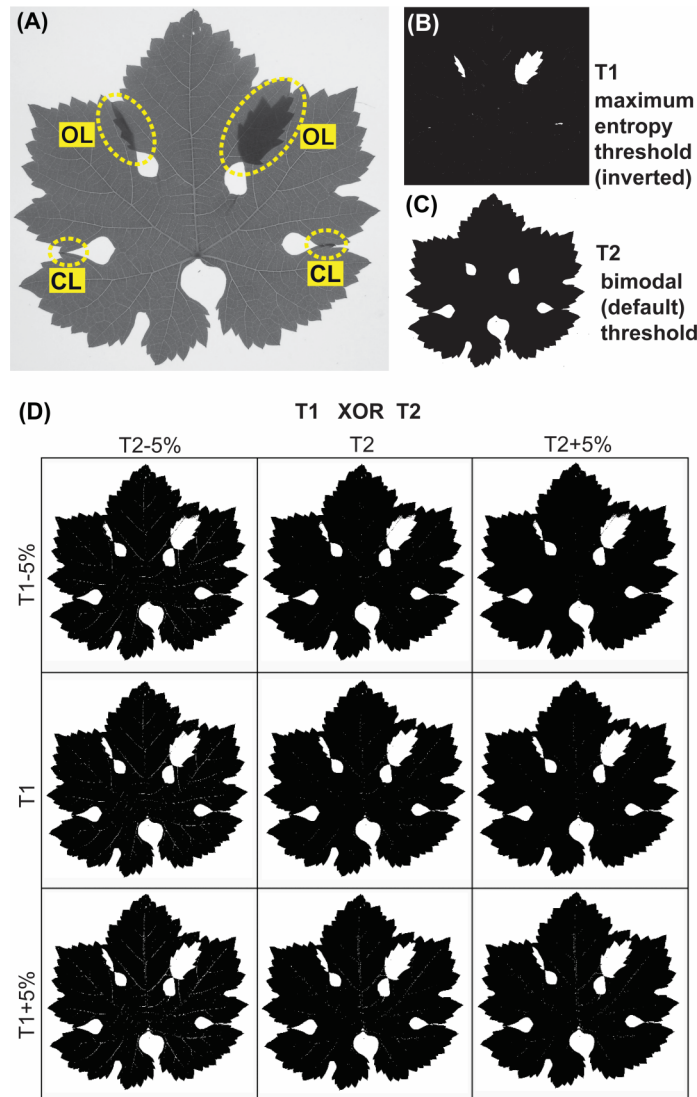 (A)
OL
OL
CL
CL
(B)
T1
maximum
entropy
threshold
(inverted)
(C)
T2
bimodal
(default)
threshold
(D)
T1 XOR T2
T2-5%
T2
T2+5%
T1-5%
T1
T1+5%